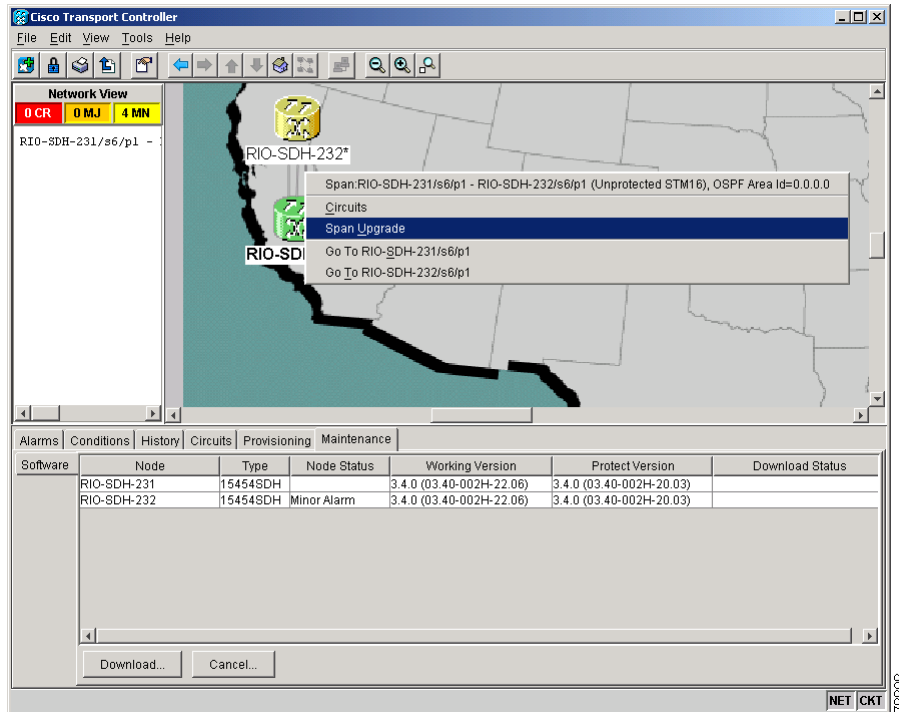 Cisco Transport Controller
File Edit View Tools Help
Network View
0 CR 0 MJ 4 MN
RIO-SDH-231/s6/p1 -
RIO-SDH-232*
Span:RIO-SDH-231/s6/p1 - RIO-SDH-232/s6/p1 (Unprotected STM16), OSPF Area Id=0.0.0.0
Circuits
Span Upgrade
Go To RIO-SDH-231/s6/p1
Go To RIO-SDH-232/s6/p1
RIO-SD
Alarms Conditions History Circuits Provisioning Maintenance
Software
Node Type Node Status Working Version Protect Version Download Status
RIO-SDH-231 15454SDH 3.4.0 (03.40-002H-22.06) 3.4.0 (03.40-002H-20.03)
RIO-SDH-232 15454SDH Minor Alarm 3.4.0 (03.40-002H-22.06) 3.4.0 (03.40-002H-20.03)
Download... Cancel...
NET CKT